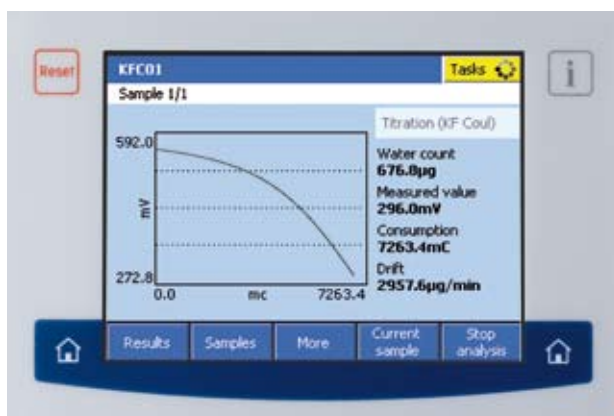 Reset
KFC01
Tasks
i
Sample 1/1
Titration (KF Coul)
592.0
mV
272.8
0.0
mc
7263.4
Water count
676.8µg
Measured value
296.0mV
Consumption
7263.4mC
Drift
2957.6µg/min
Results
Samples
More
Current
sample
Stop
analysis